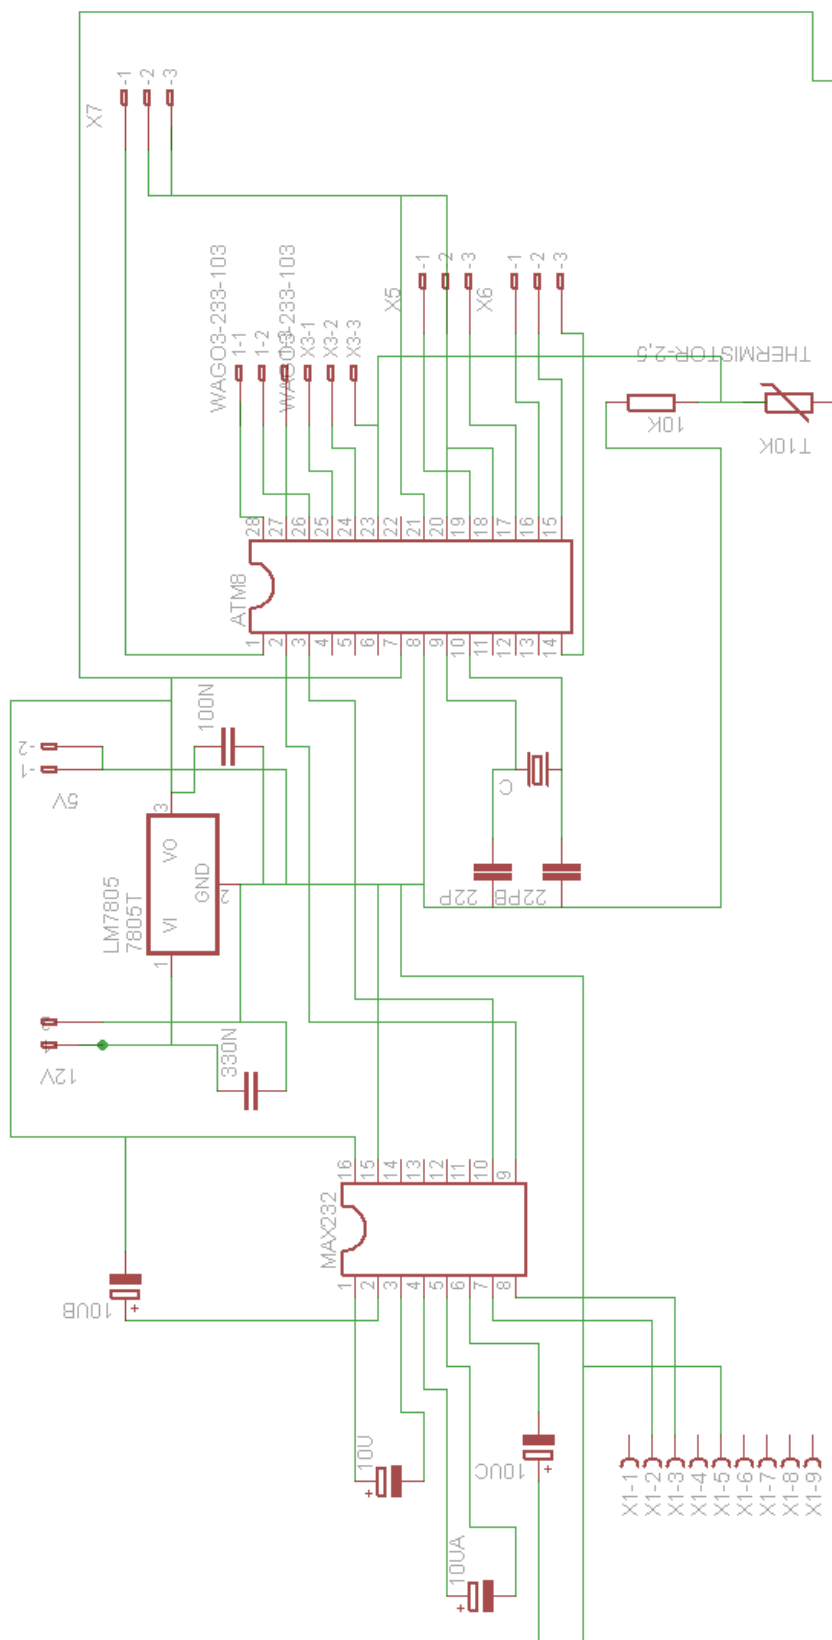 X7
-1
-2
-3
WAGO3-233-103
1-1
1-2
WAGO3-233-103
X3-1
X3-2
X3-3
X5
-1
2
-3
X6
-1
-2
-3
THERMISTOR-2,5
10K
T10K
28
27
26
25
24
23
22
21
20
19
18
17
16
15
ATM8
1
2
3
4
5
6
7
8
9
10
11
12
13
14
100N
-2
-1
5V
3
VO
GND
2
VI
1
LM7805
7805T
C
22P
22PB
12V
330N
16
15
14
13
12
11
10
9
MAX232
1
2
3
4
5
6
7
8
10UB
+
10U
+
10UC
+
10UA
+
X1-1
X1-2
X1-3
X1-4
X1-5
X1-6
X1-7
X1-8
X1-9